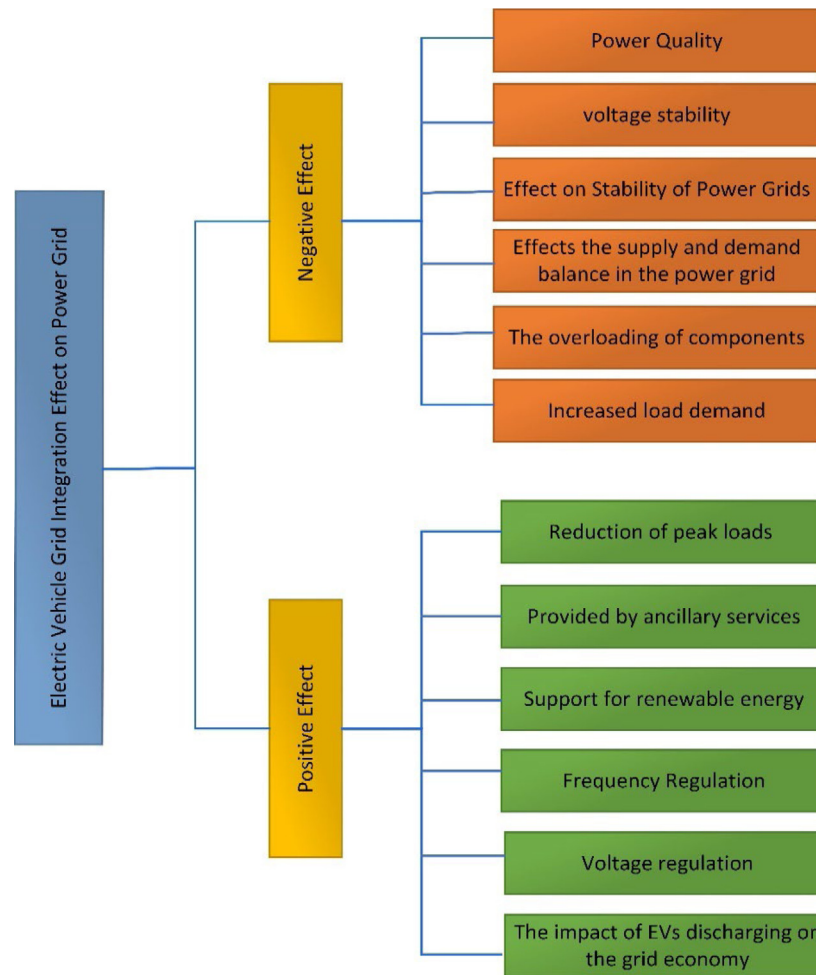 Electric Vehicle Grid Integration Effect on Power Grid
Negative Effect
Power Quality
voltage stability
Effect on Stability of Power Grids
Effects the supply and demand
balance in the power grid
The overloading of components
Increased load demand
Positive Effect
Reduction of peak loads
Provided by ancillary services
Support for renewable energy
Frequency Regulation
Voltage regulation
The impact of EVs discharging on
the grid economy